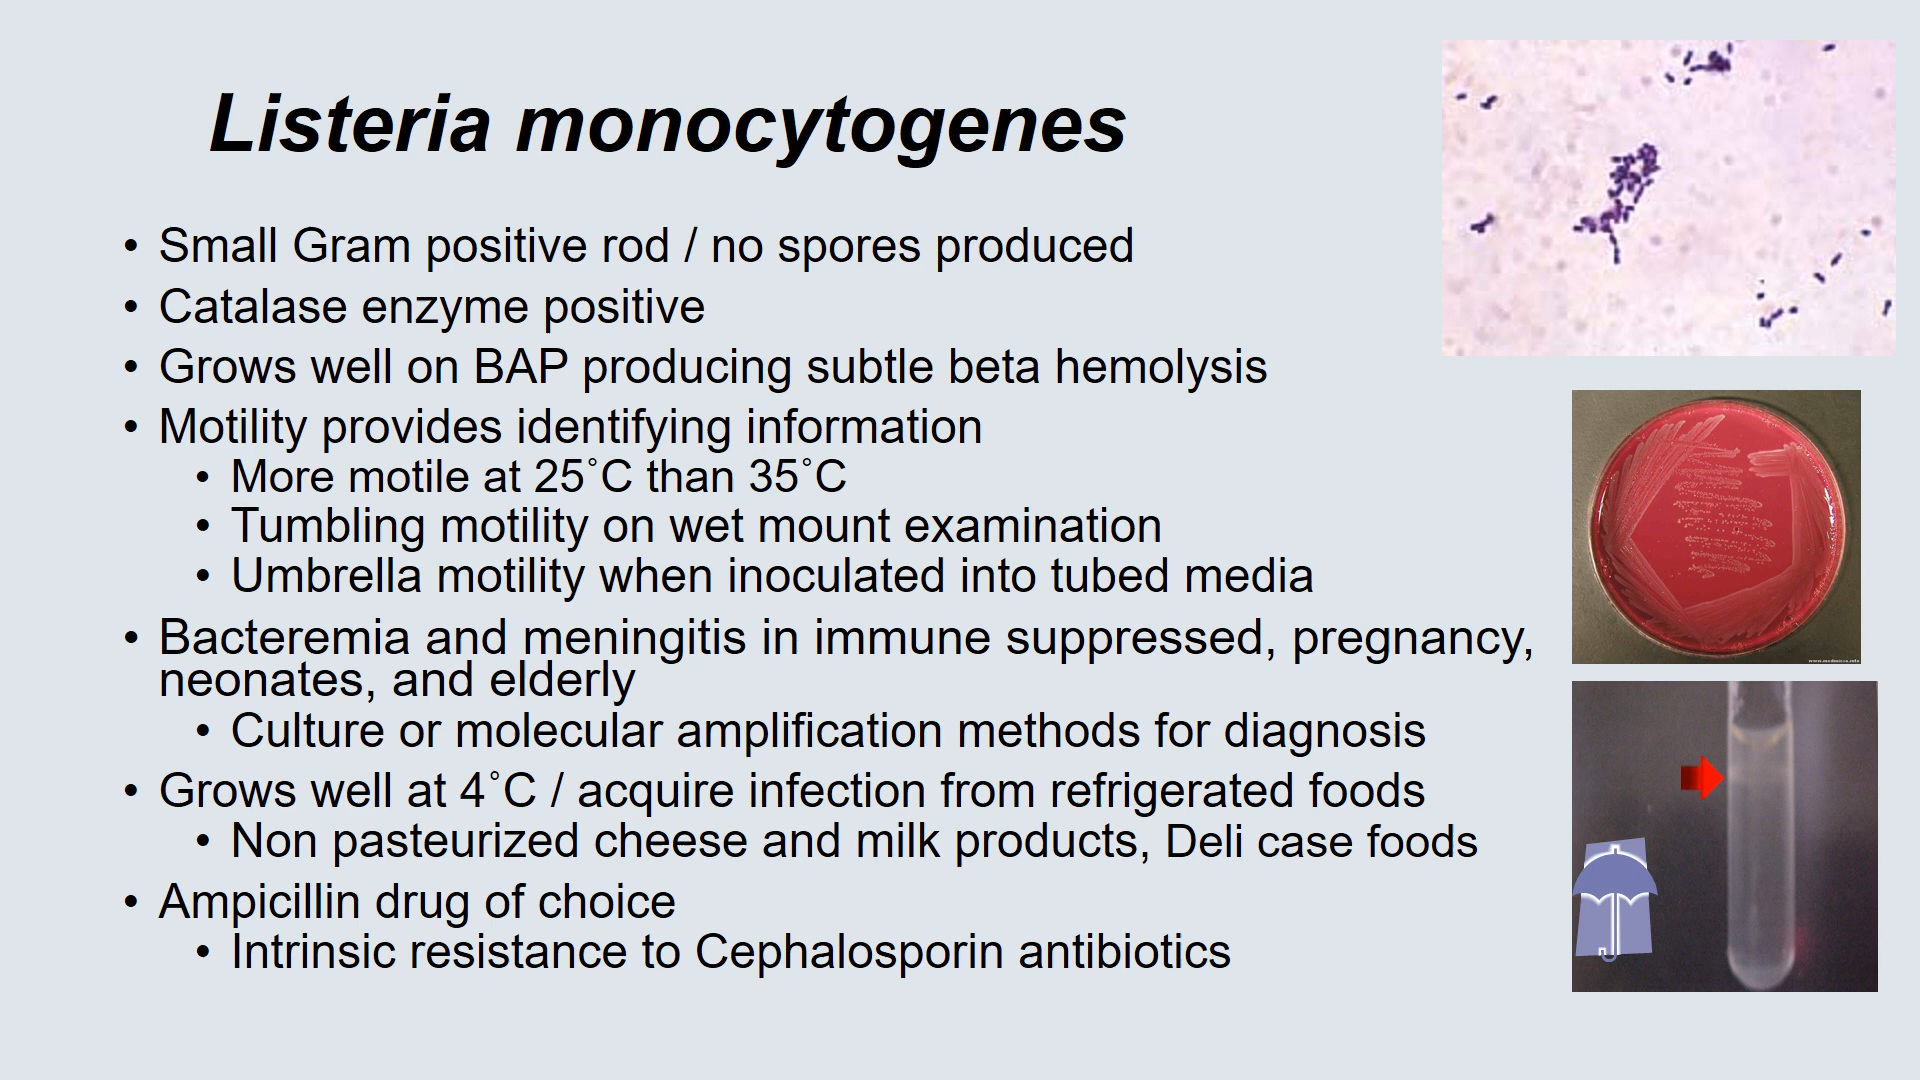 Listeria monocytogenes
• Small Gram positive rod / no spores produced
• Catalase enzyme positive
• Grows well on BAP producing subtle beta hemolysis
• Motility provides identifying information
• More motile at 25˚C than 35˚C
• Tumbling motility on wet mount examination
• Umbrella motility when inoculated into tubed media
• Bacteremia and meningitis in immune suppressed, pregnancy,
neonates, and elderly
• Culture or molecular amplification methods for diagnosis
• Grows well at 4˚C / acquire infection from refrigerated foods
• Non pasteurized cheese and milk products, Deli case foods
• Ampicillin drug of choice
• Intrinsic resistance to Cephalosporin antibiotics